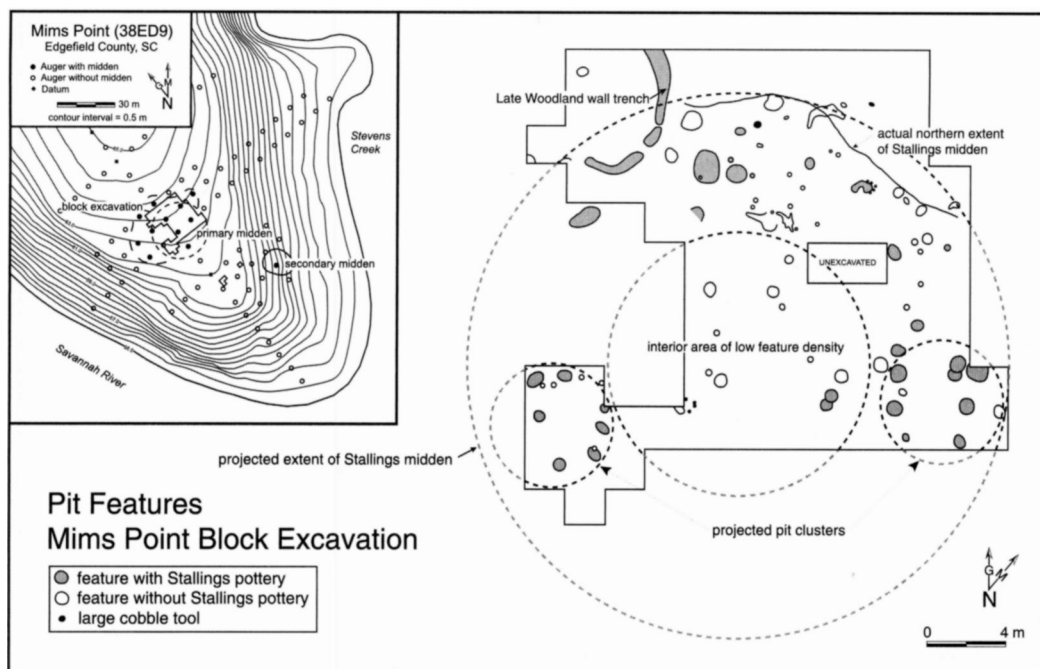 Mims Point (38ED9)
Edgefield County, SC
Auger with midden
Auger without midden
Datum
G
M
N
30 m
contour interval = 0.5 m
Stevens
Creek
block excavation
primary midden
secondary midden
Savannah River
Late Woodland wall trench
actual northern extent
of Stallings midden
UNEXCAVATED
interior area of low feature density
projected extent of Stallings midden
projected pit clusters
Pit Features
Mims Point Block Excavation
feature with Stallings pottery
feature without Stallings pottery
large cobble tool
G
M
N
0 4 m